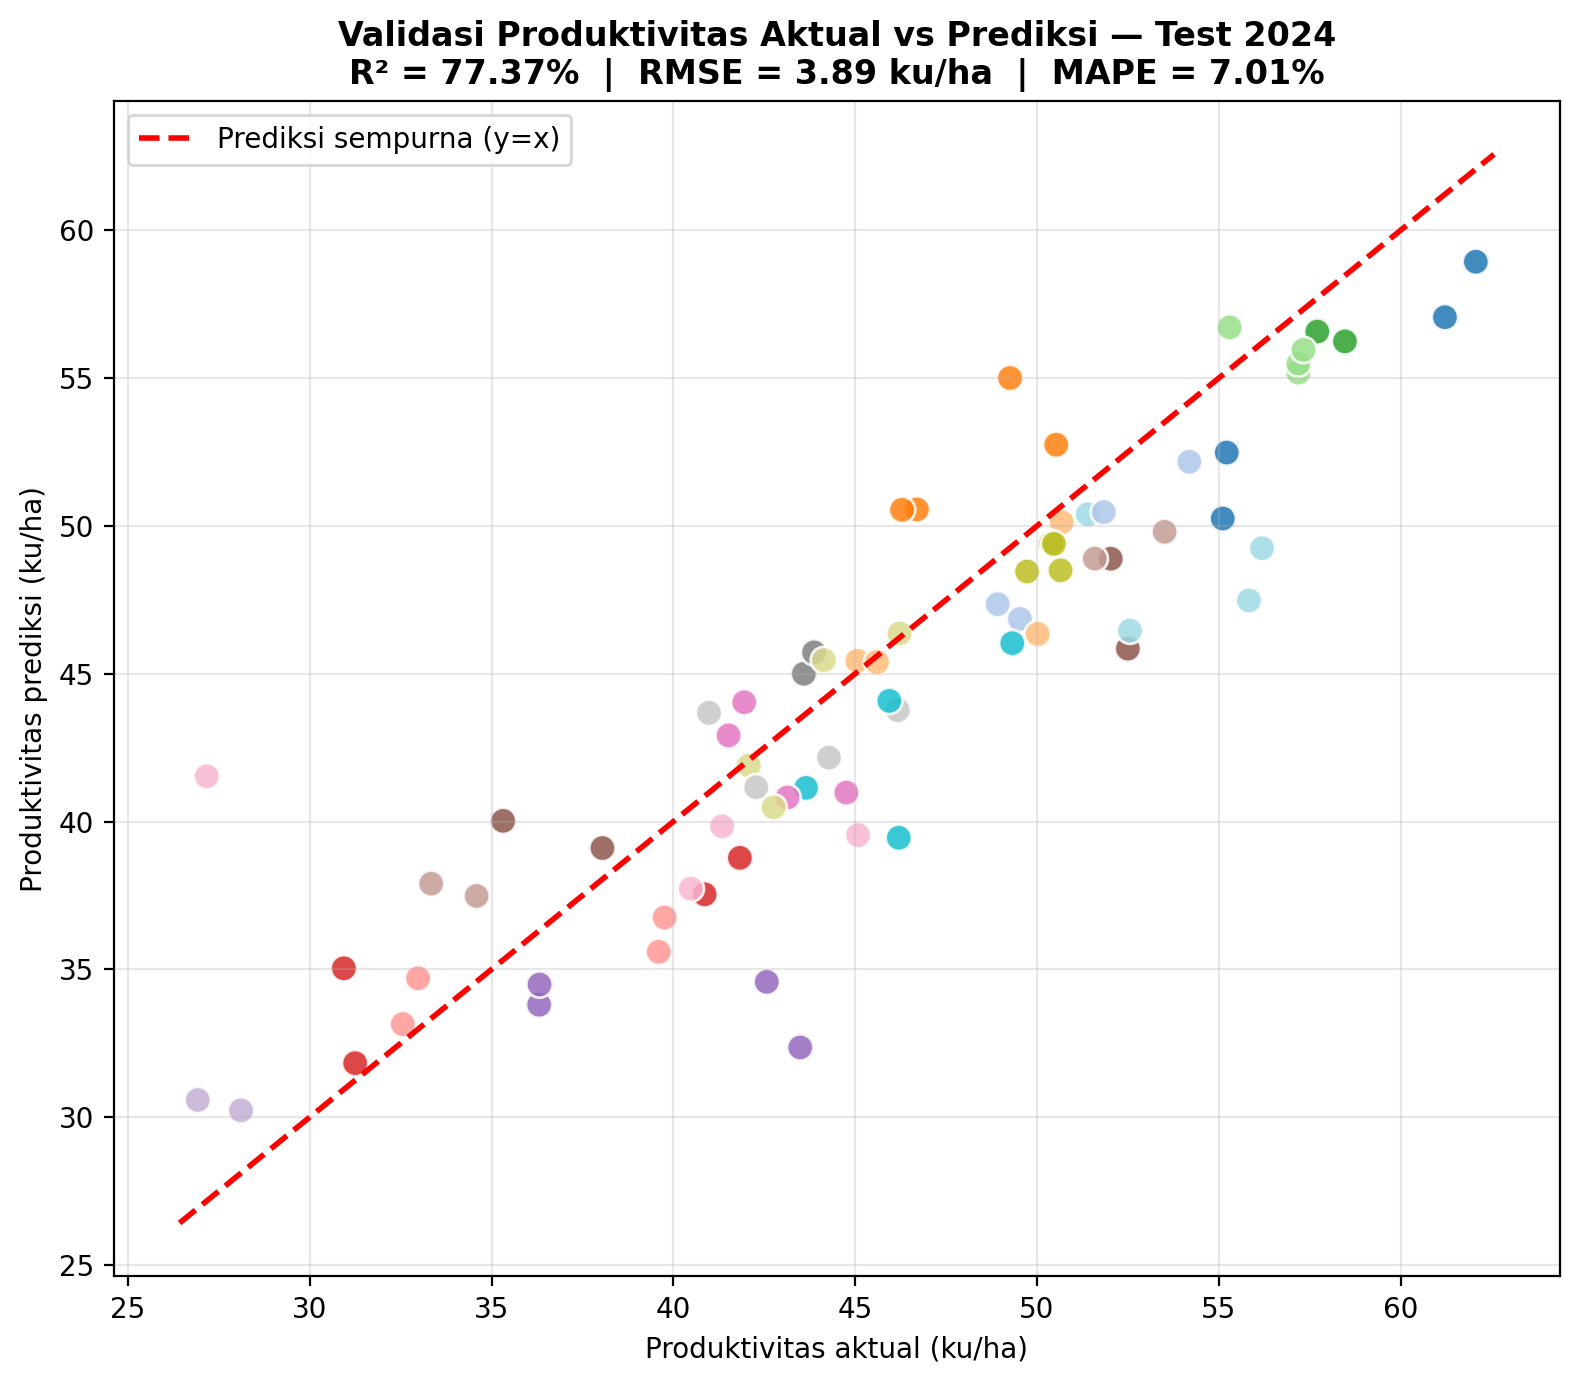 Validasi Produktivitas Aktual vs Prediksi — Test 2024
R² = 77.37% | RMSE = 3.89 ku/ha | MAPE = 7.01%
Prediksi sempurna (y=x)
Produktivitas prediksi (ku/ha)
60
55
50
45
40
35
30
25
25 30 35 40 45 50 55 60
Produktivitas aktual (ku/ha)